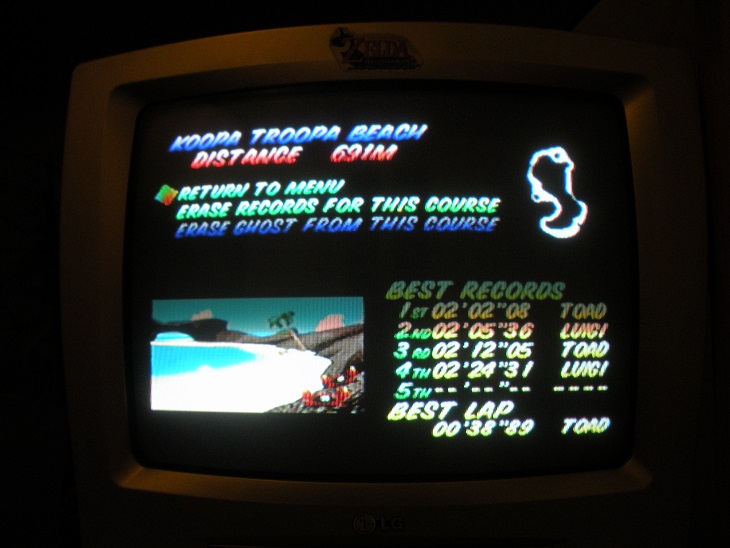 ZELDA
KOOPA TROOPA BEACH
DISTANCE 691M
RETURN TO MENU
ERASE RECORDS FOR THIS COURSE
ERASE GHOST FROM THIS COURSE
BEST RECORDS
1ST 02'02"08 TOAD
2ND 02'05"36 LUIGI
3RD 02'12"05 TOAD
4TH 02'24"31 LUIGI
5TH --'--"-- ----
BEST LAP
00'38"89 TOAD
LG